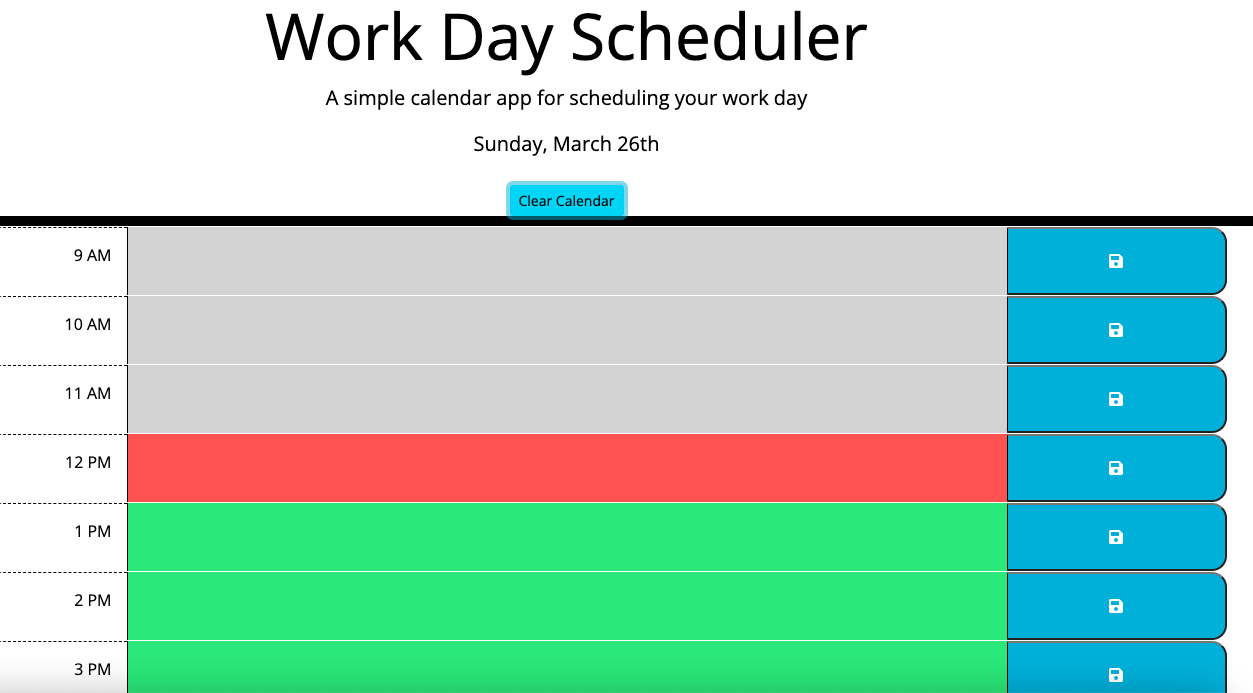 Work Day Scheduler
A simple calendar app for scheduling your work day
Sunday, March 26th
Clear Calendar
9 AM
10 AM
11 AM
12 PM
1 PM
2 PM
3 PM